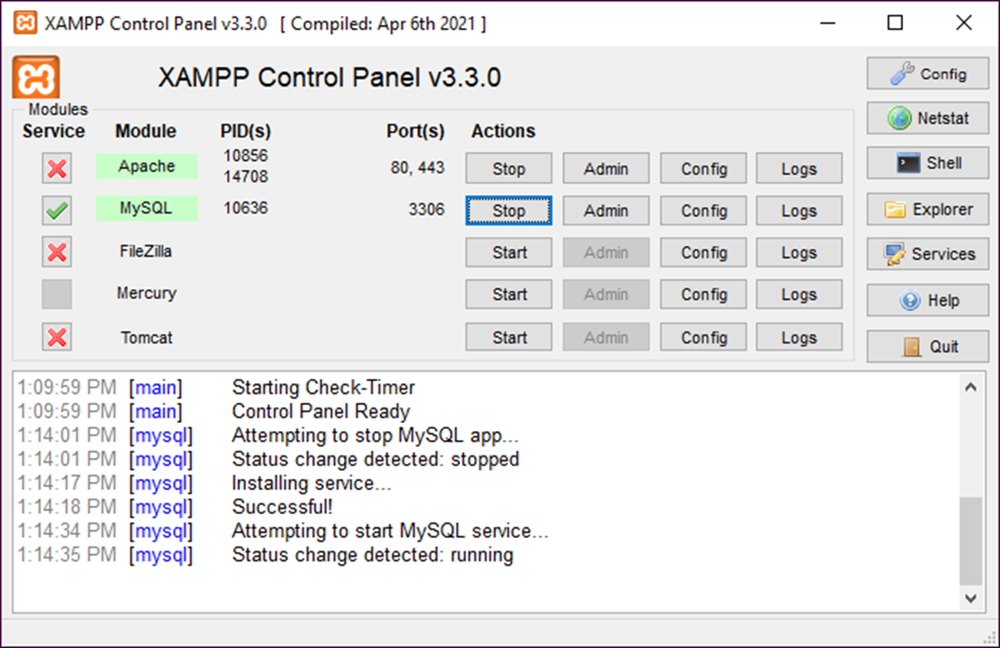 XAMPP Control Panel v3.3.0 [ Compiled: Apr 6th 2021 ]
XAMPP Control Panel v3.3.0
Config
Modules
Service Module PID(s) Port(s) Actions
Netstat
Apache 10856 14708 80, 443 Stop Admin Config Logs
Shell
MySQL 10636 3306 Stop Admin Config Logs
Explorer
FileZilla Start Admin Config Logs
Services
Mercury Start Admin Config Logs
Help
Tomcat Start Admin Config Logs
Quit
1:09:59 PM [main] Starting Check-Timer
1:09:59 PM [main] Control Panel Ready
1:14:01 PM [mysql] Attempting to stop MySQL app...
1:14:01 PM [mysql] Status change detected: stopped
1:14:17 PM [mysql] Installing service...
1:14:18 PM [mysql] Successful!
1:14:34 PM [mysql] Attempting to start MySQL service...
1:14:35 PM [mysql] Status change detected: running